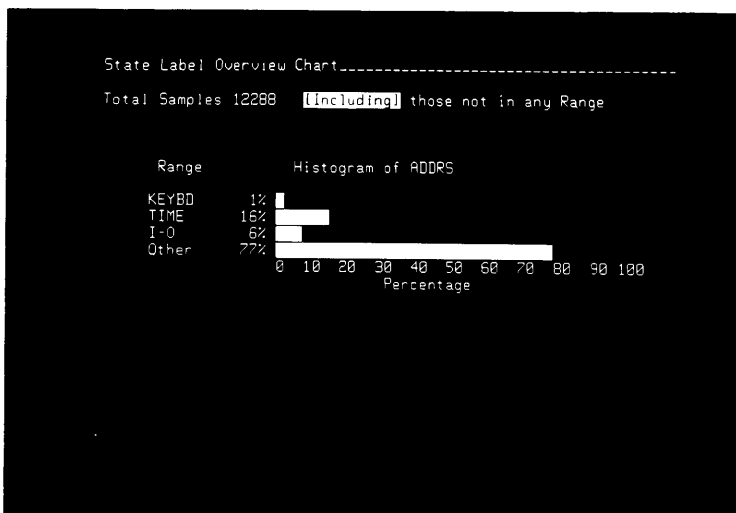 State Label Overview Chart
Total Samples 12288 [Including] those not in any Range
Range Histogram of ADDRS
KEYBD 1%
TIME 16%
I-O 6%
Other 77%
0 10 20 30 40 50 60 70 80 90 100
Percentage